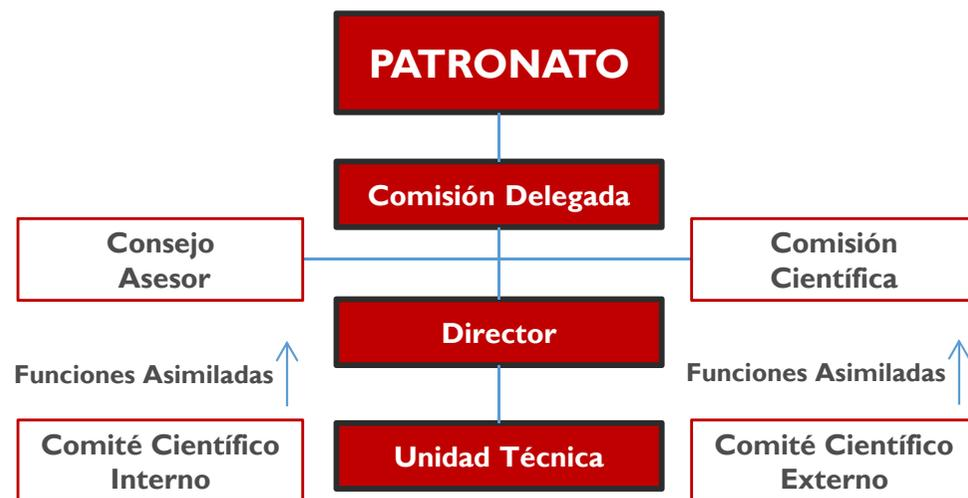 PATRONATO
Comisión Delegada
Consejo
Asesor
Comisión
Científica
Director
Funciones Asimiladas
Funciones Asimiladas
Comité Científico
Interno
Unidad Técnica
Comité Científico
Externo